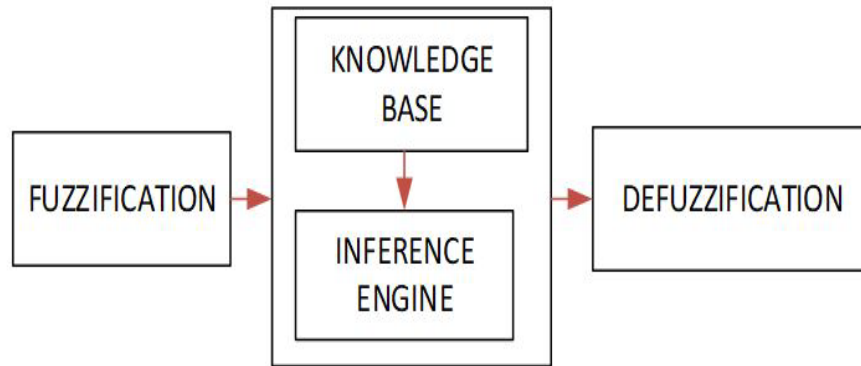 KNOWLEDGE
BASE
FUZZIFICATION
INFERENCE
ENGINE
DEFUZZIFICATION